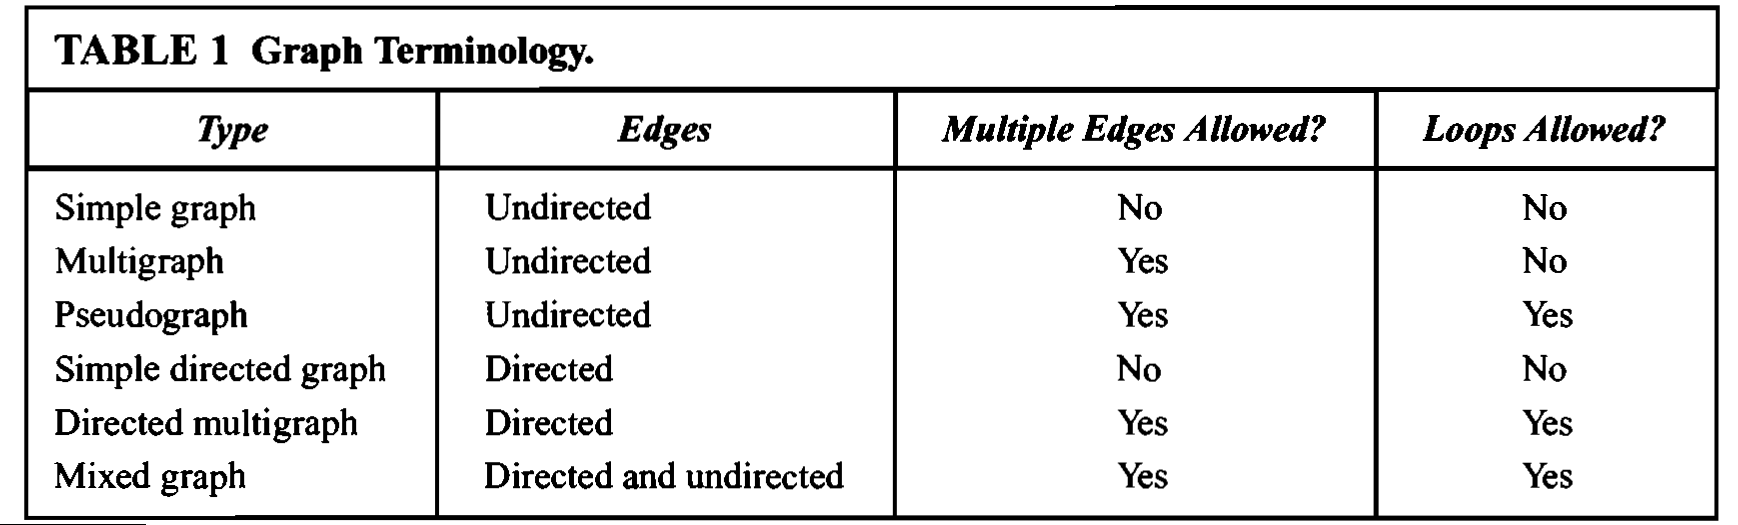 TABLE 1 Graph Terminology.
Type Edges Multiple Edges Allowed? Loops Allowed?
Simple graph Undirected No No
Multigraph Undirected Yes No
Pseudograph Undirected Yes Yes
Simple directed graph Directed No No
Directed multigraph Directed Yes Yes
Mixed graph Directed and undirected Yes Yes